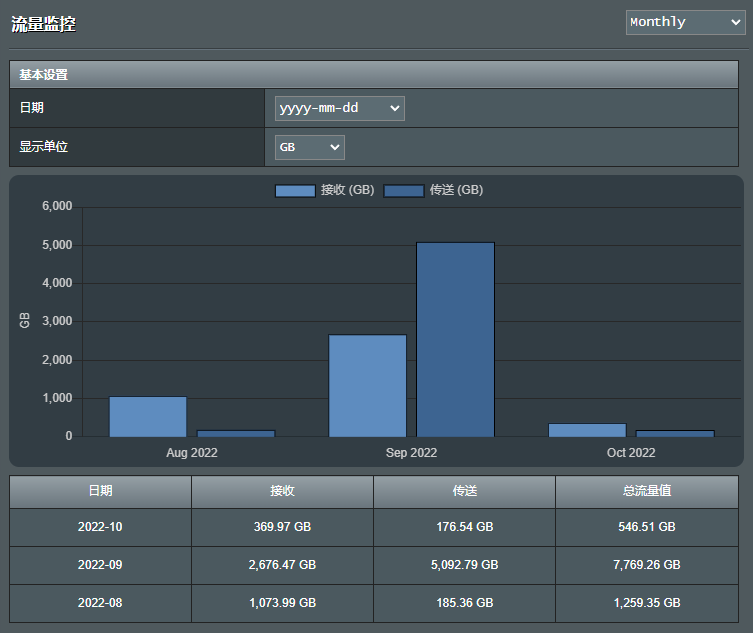 流量监控 Monthly
基本设置
日期 yyyy-mm-dd
显示单位 GB
接收 (GB) 传送 (GB)
6,000
5,000
4,000
3,000
2,000
1,000
0
GB
Aug 2022 Sep 2022 Oct 2022
日期 接收 传送 总流量值
2022-10 369.97 GB 176.54 GB 546.51 GB
2022-09 2,676.47 GB 5,092.79 GB 7,769.26 GB
2022-08 1,073.99 GB 185.36 GB 1,259.35 GB